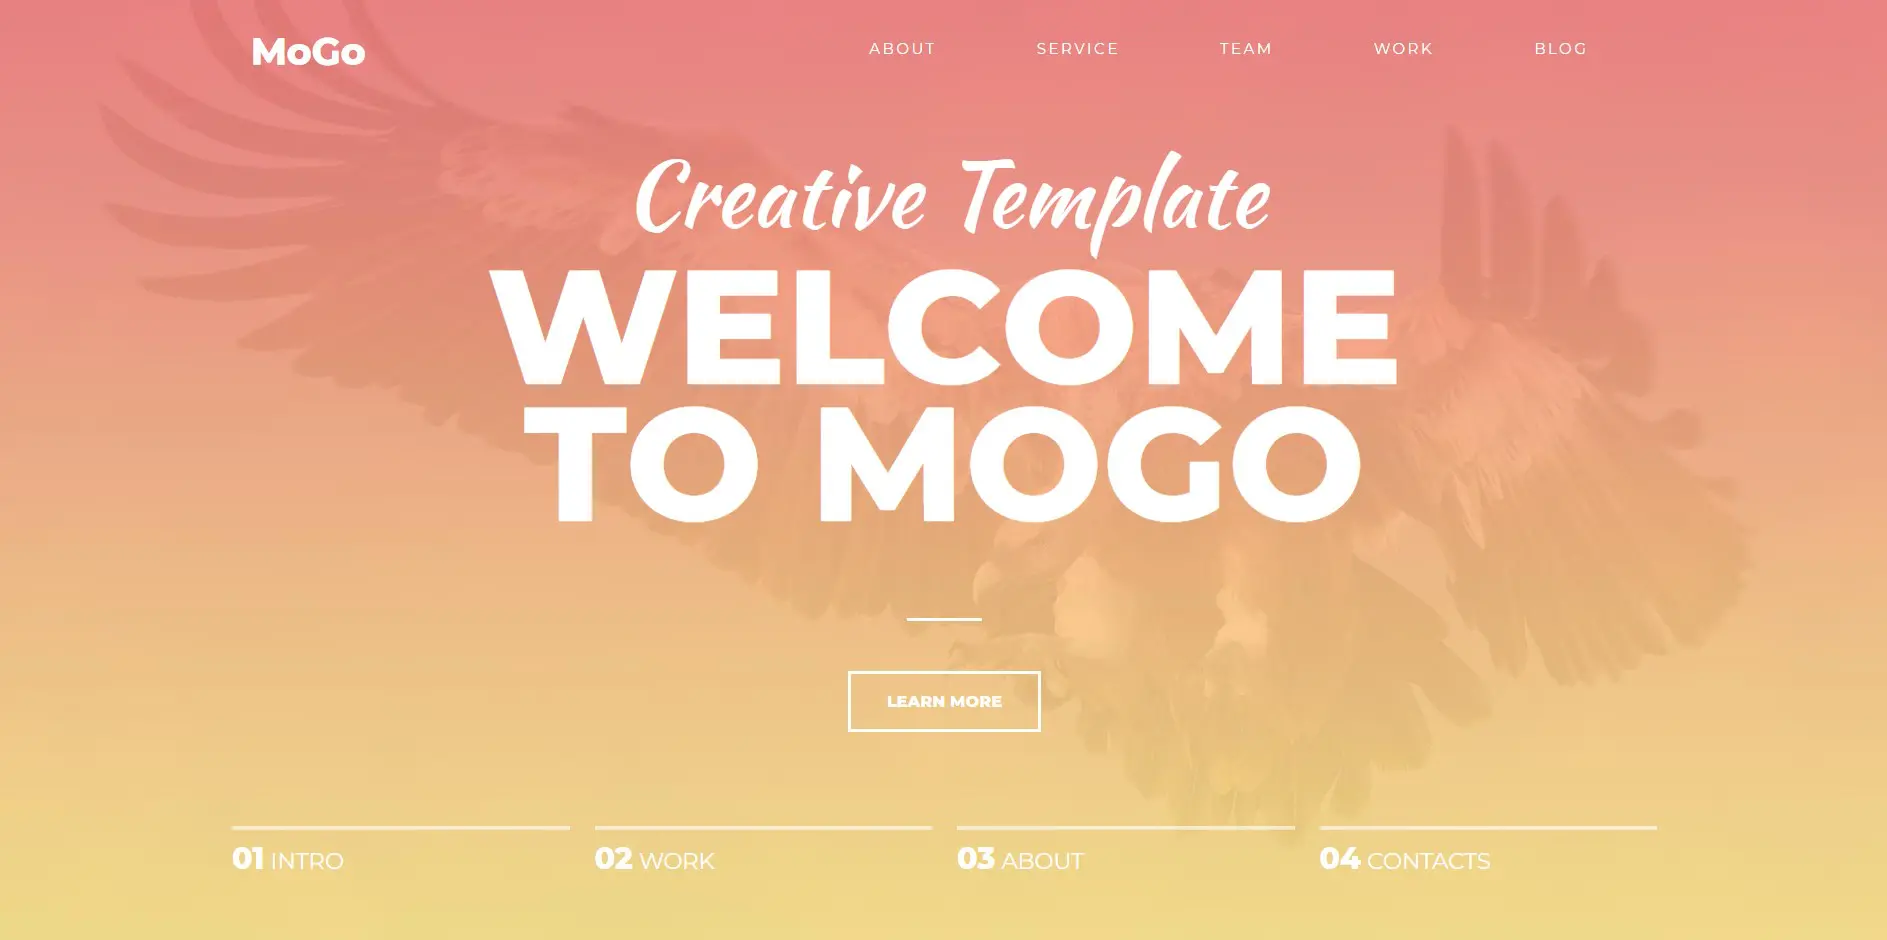 MoGo
ABOUT SERVICE TEAM WORK BLOG
Creative Template
WELCOME
TO MOGO
LEARN MORE
01 INTRO 02 WORK 03 ABOUT 04 CONTACTS